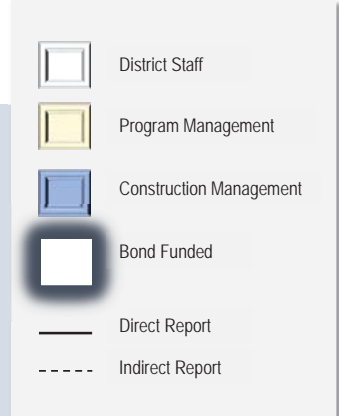 District Staff
Program Management
Construction Management
Bond Funded
Direct Report
Indirect Report